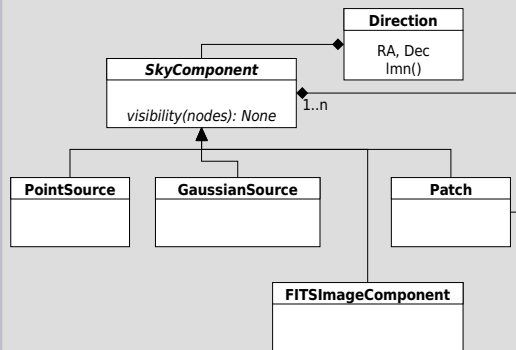 Direction
RA, Dec
lmn()
SkyComponent
visibility(nodes): None
1..n
PointSource
GaussianSource
Patch
FITSImageComponent